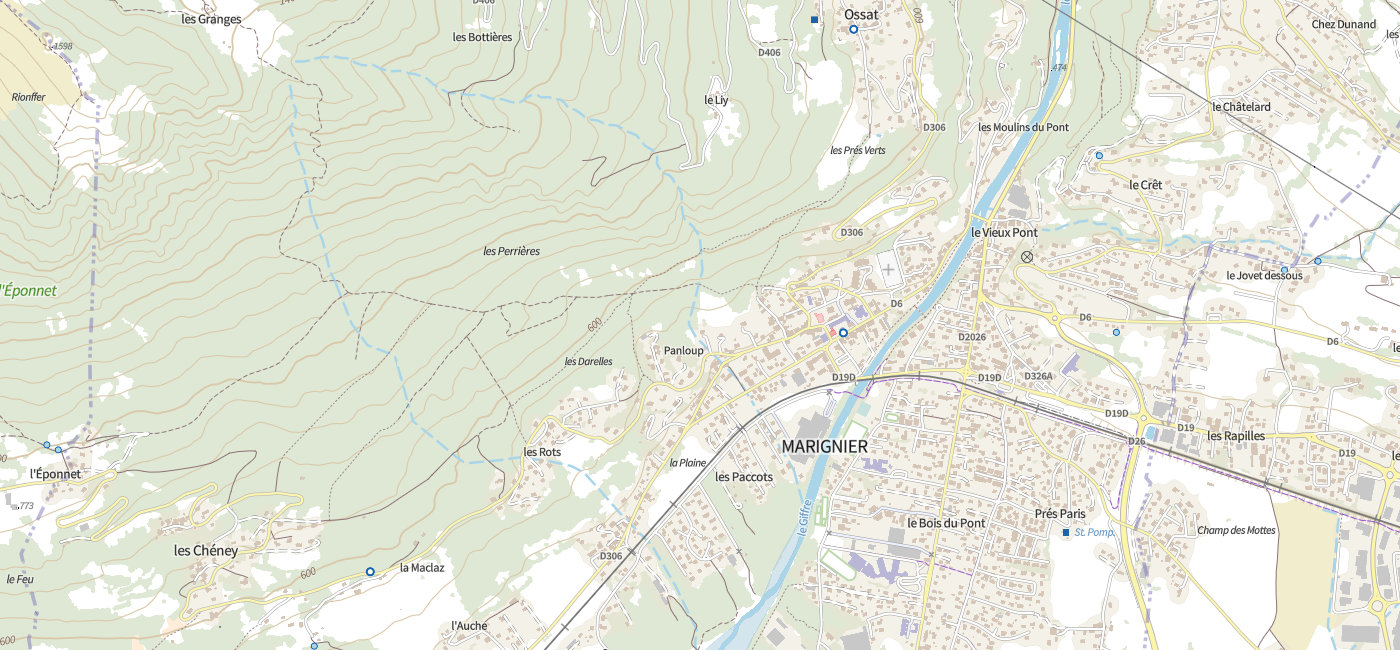 les Granges
D406
les Bottières
Ossat
600
Chez Dunand
1598
D406
474
Rionffer
le Liy
le Châtelard
D306
les Moulins du Pont
les Prés Verts
le Crêt
D306
le Vieux Pont
les Perrières
le Jovet dessous
l'Éponnet
D6
D6
600
D2026
D6
Panloup
les Darelles
D19D
D19D
D326A
D19D
D19
les Rapilles
D26
MARIGNIER
les Rots
D19
la Plaine
l'Éponnet
les Paccots
773
le Giffre
Prés Paris
le Bois du Pont
St. Pomp.
Champ des Mottes
les Chéney
D306
la Maclaz
600
le Feu
l'Auche
600